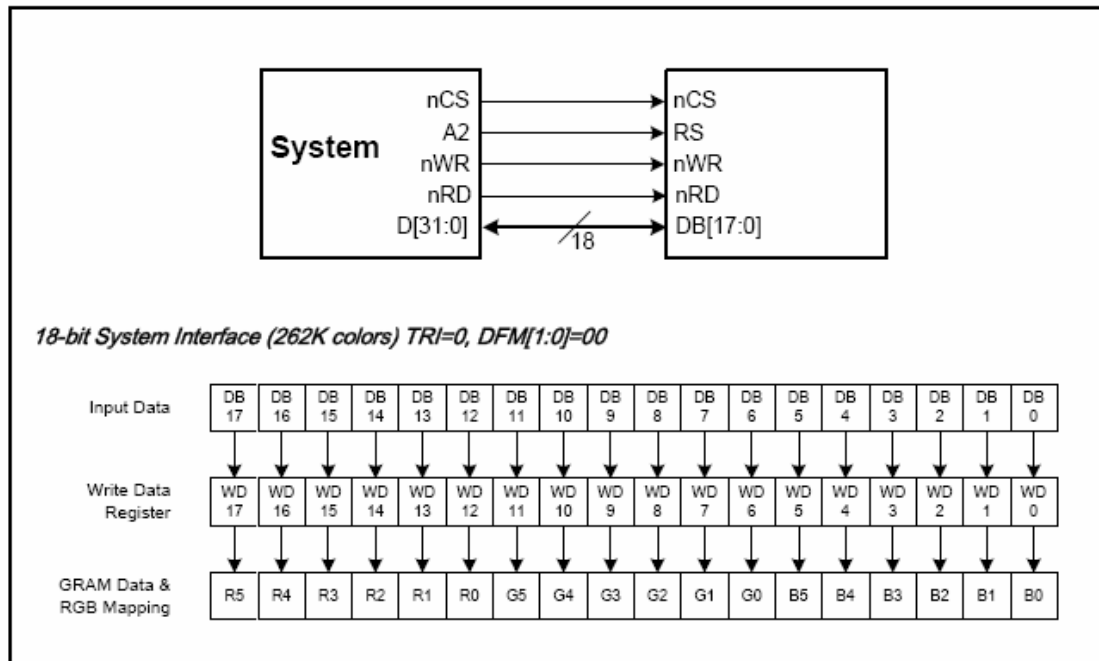 nCS nCS
A2 RS
System
nWR nWR
nRD nRD
D[31:0] DB[17:0]
18
18-bit System Interface (262K colors) TRI=0, DFM[1:0]=00
Input Data
DB 17 DB 16 DB 15 DB 14 DB 13 DB 12 DB 11 DB 10 DB 9 DB 8 DB 7 DB 6 DB 5 DB 4 DB 3 DB 2 DB 1 DB 0
Write Data
Register
WD 17 WD 16 WD 15 WD 14 WD 13 WD 12 WD 11 WD 10 WD 9 WD 8 WD 7 WD 6 WD 5 WD 4 WD 3 WD 2 WD 1 WD 0
GRAM Data &
RGB Mapping
R5 R4 R3 R2 R1 R0 G5 G4 G3 G2 G1 G0 B5 B4 B3 B2 B1 B0